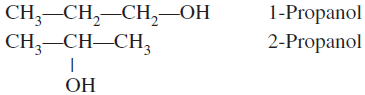 CH₃—CH₂—CH₂—OH 1-Propanol
CH₃—CH—CH₃ 2-Propanol
|
OH